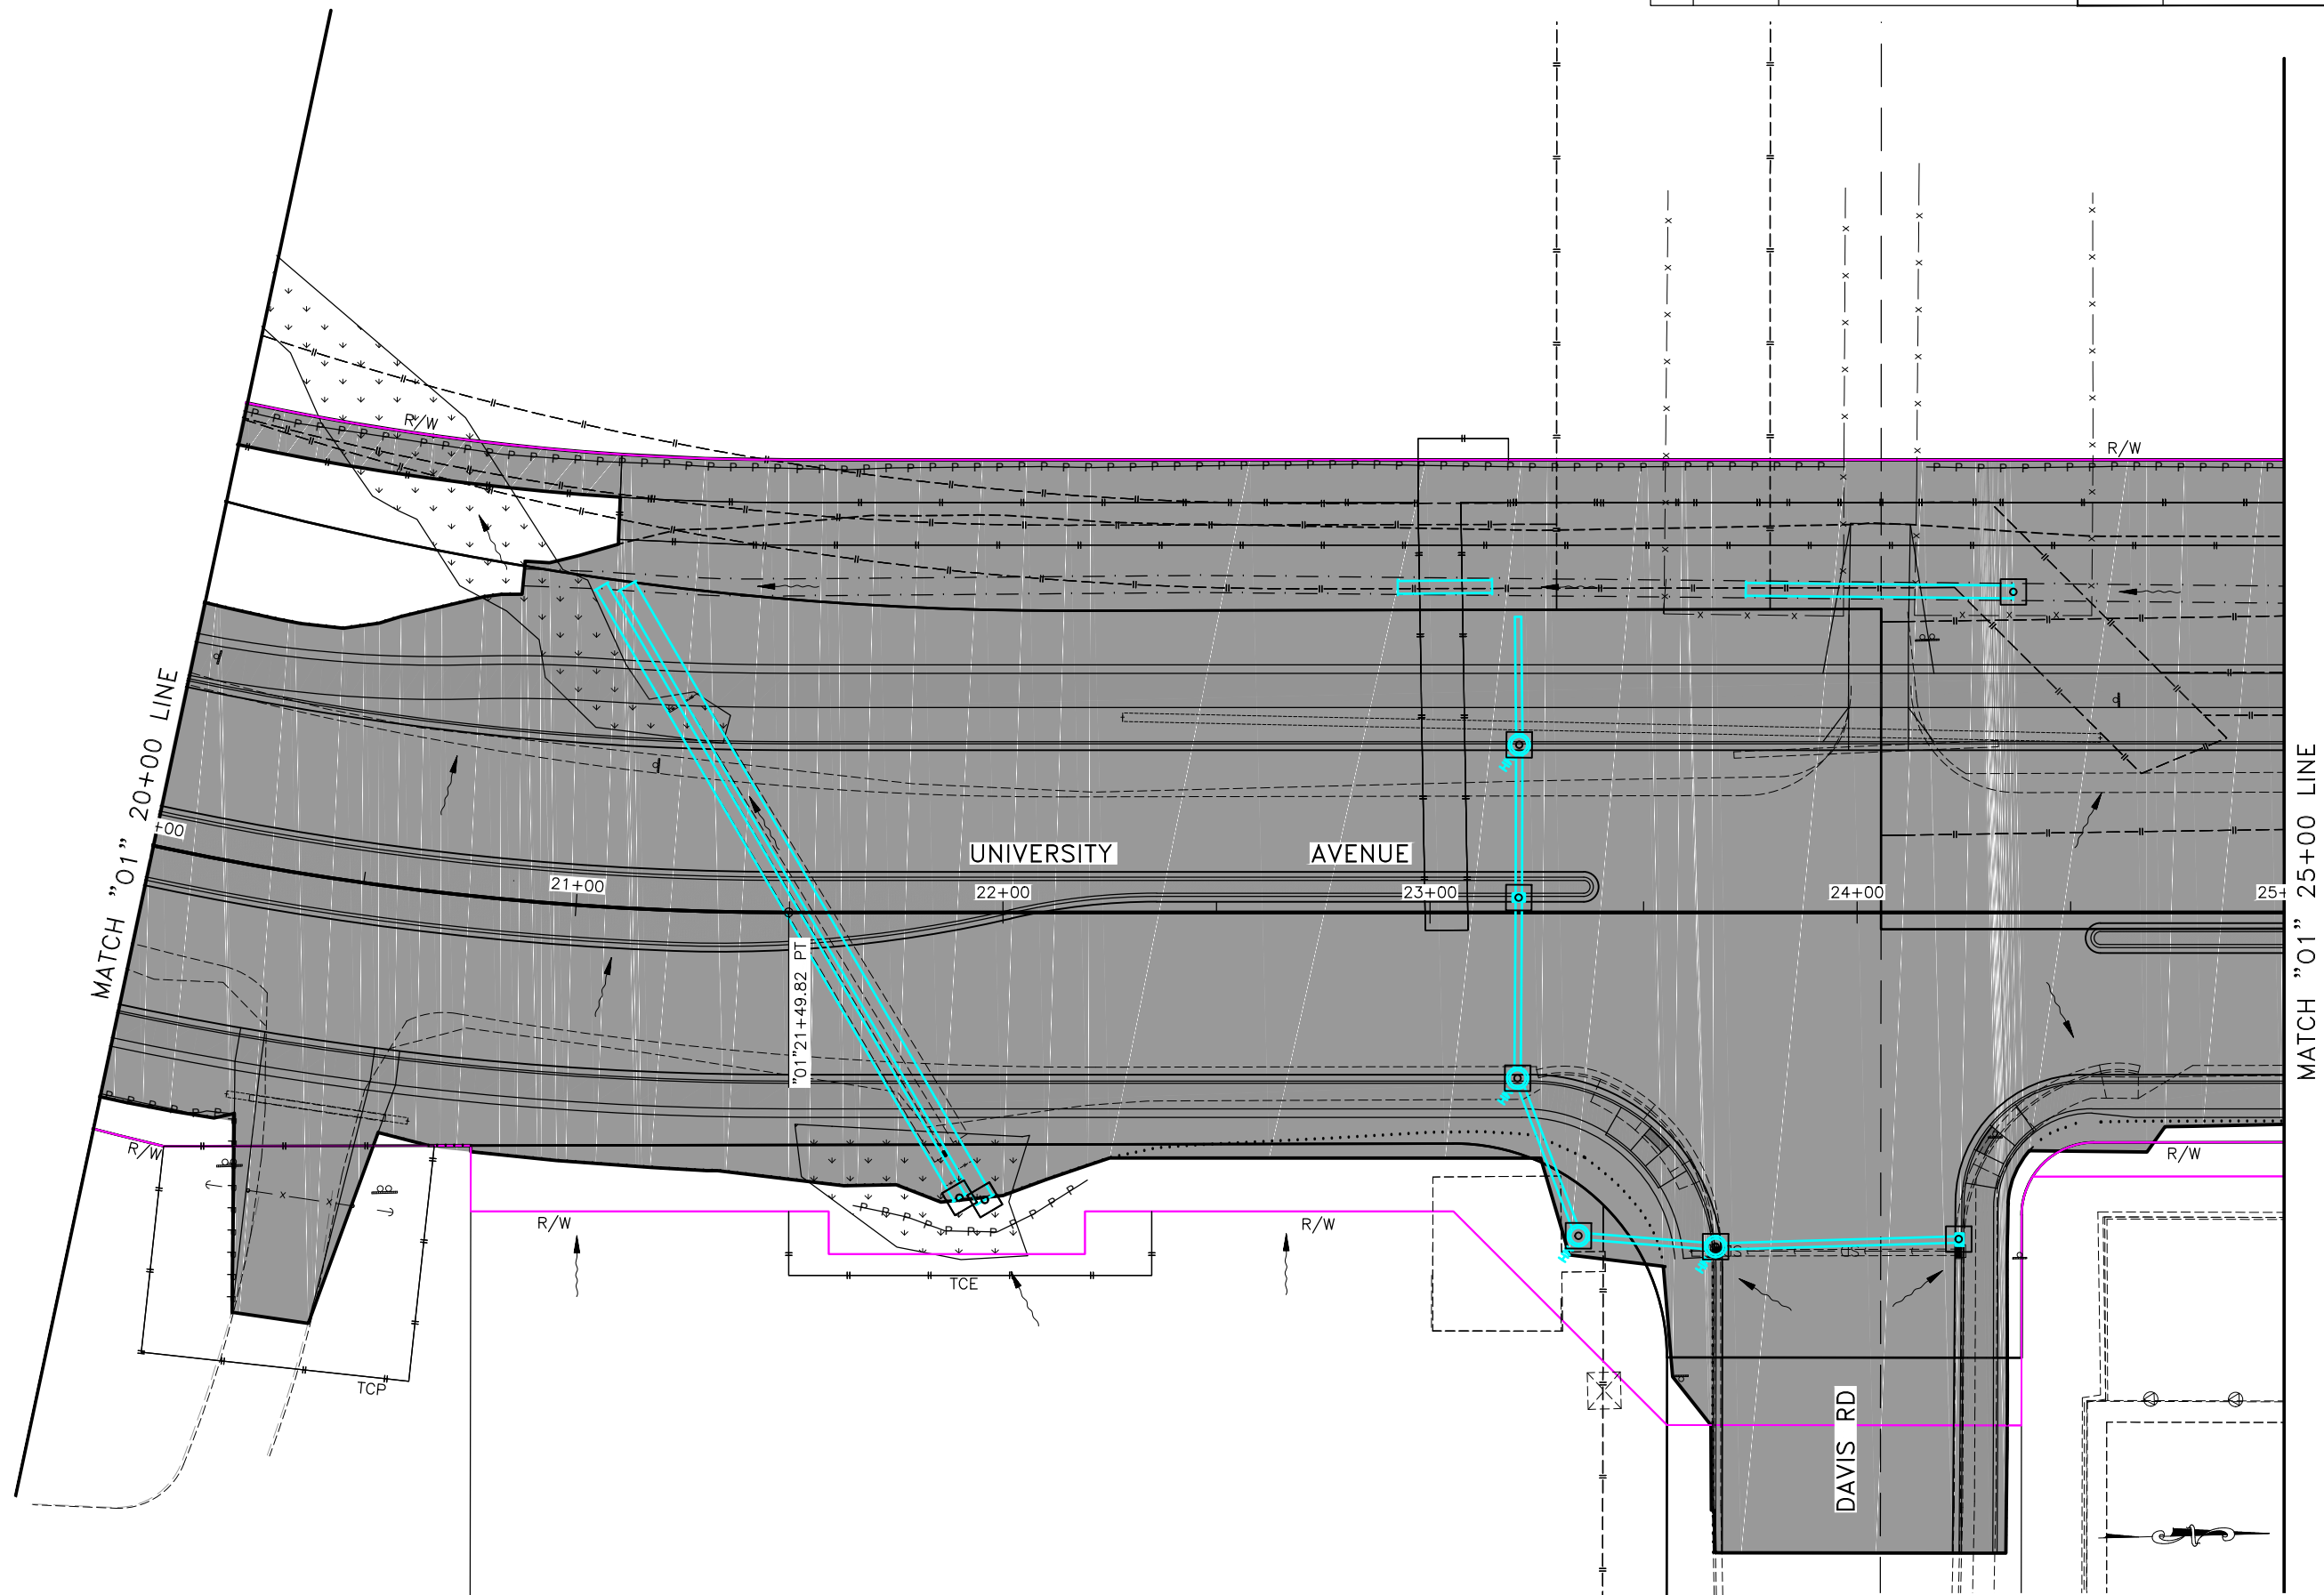 R/W
R/W
MATCH "01" 20+00 LINE
+00
UNIVERSITY AVENUE
21+00
22+00
23+00
24+00
25+
"01"21+49.82 PT
MATCH "01" 25+00 LINE
R/W
R/W
R/W
R/W
TCE
TCP
DAVIS RD